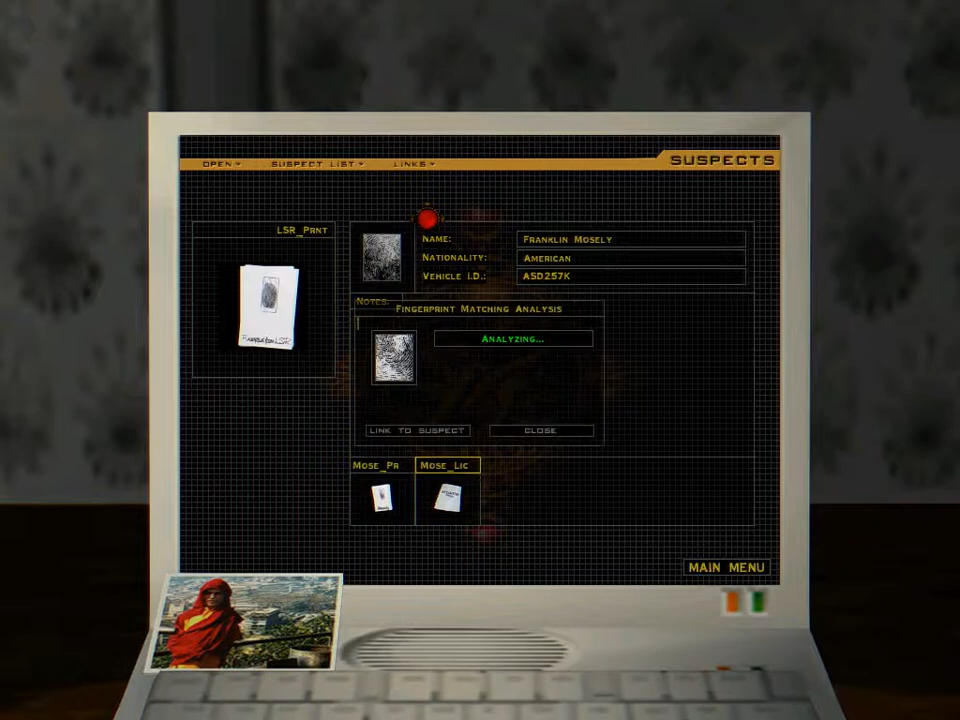 OPEN
SUSPECT LIST
LINKS
SUSPECTS
LSR_PRNT
NAME:
FRANKLIN MOSELY
NATIONALITY:
AMERICAN
VEHICLE I.D.:
ASD257K
NOTES:
FINGERPRINT MATCHING ANALYSIS
ANALYZING...
LINK TO SUSPECT
CLOSE
MOSE_PR
MOSE_LIC
MAIN MENU